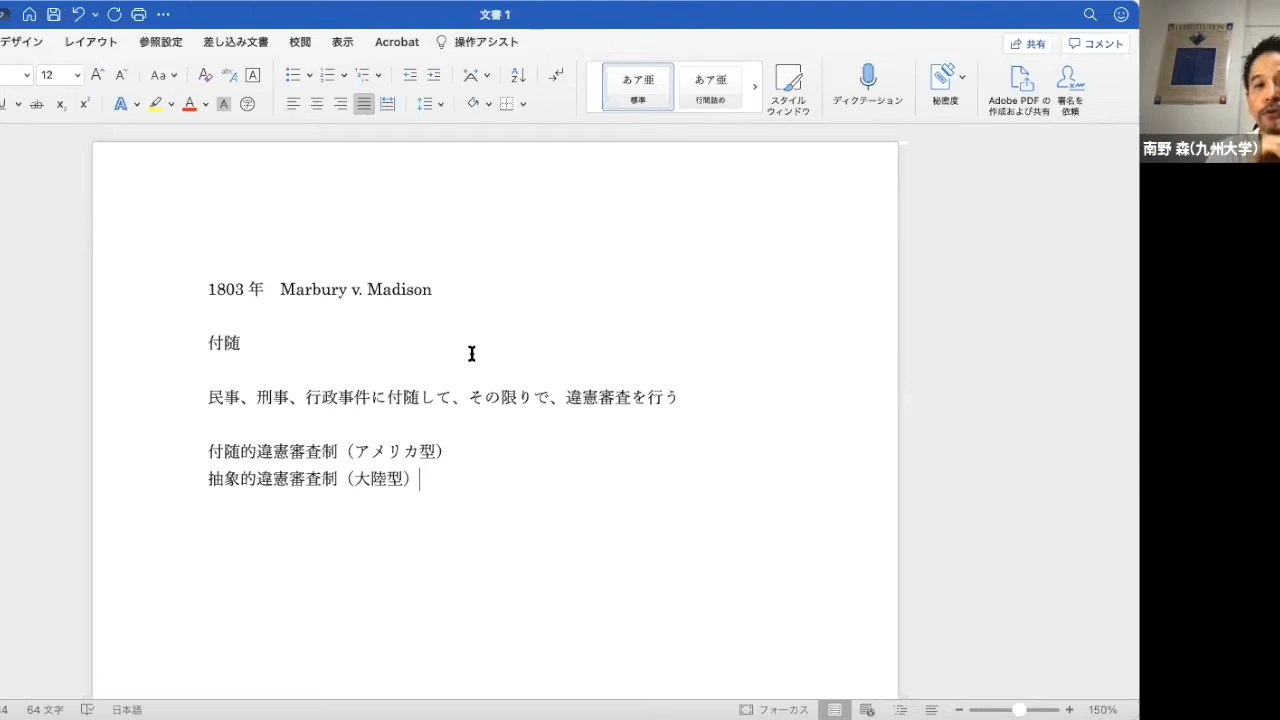 文書 1
デザイン レイアウト 参照設定 差し込み文書 校閲 表示 Acrobat 操作アシスト 共有 コメント
12 Aa A
あア亜 標準
あア亜 行間詰め
スタイル ウィンドウ
ディクテーション
秘密度
Adobe PDF の 作成および共有
署名を 依頼
CONSTITUTION
南野 森(九州大学)
1803 年 Marbury v. Madison
付随
民事、刑事、行政事件に付随して、その限りで、違憲審査を行う
付随的違憲審査制（アメリカ型）
抽象的違憲審査制（大陸型）
64 文字 日本語 フォーカス 150%